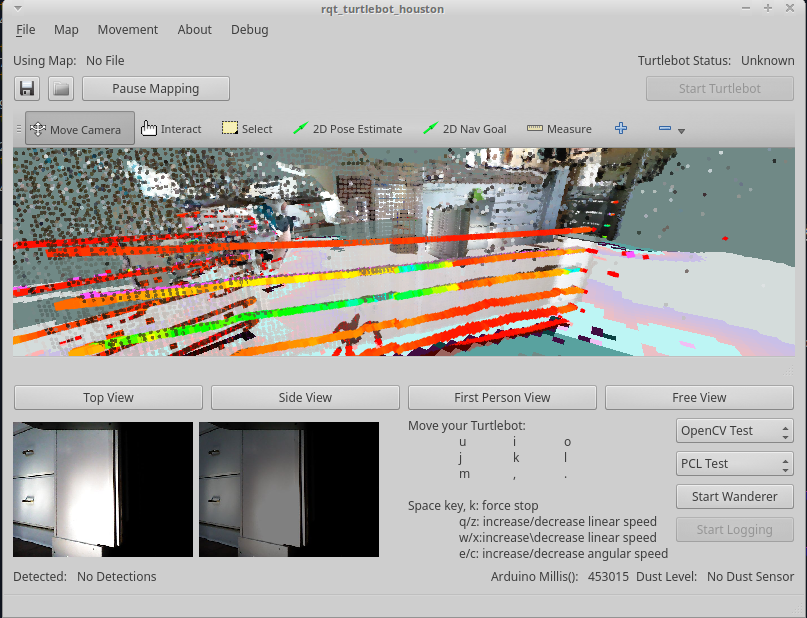 rqt_turtlebot_houston
File Map Movement About Debug
Using Map: No File Turtlebot Status: Unknown
Pause Mapping Start Turtlebot
Move Camera Interact Select 2D Pose Estimate 2D Nav Goal Measure
Top View Side View First Person View Free View
Move your Turtlebot: OpenCV Test
u i o
j k l PCL Test
m , .
Start Wanderer
Space key, k: force stop
q/z: increase/decrease linear speed Start Logging
w/x:increase\decrease linear speed
e/c: increase/decrease angular speed
Detected: No Detections Arduino Millis(): 453015 Dust Level: No Dust Sensor